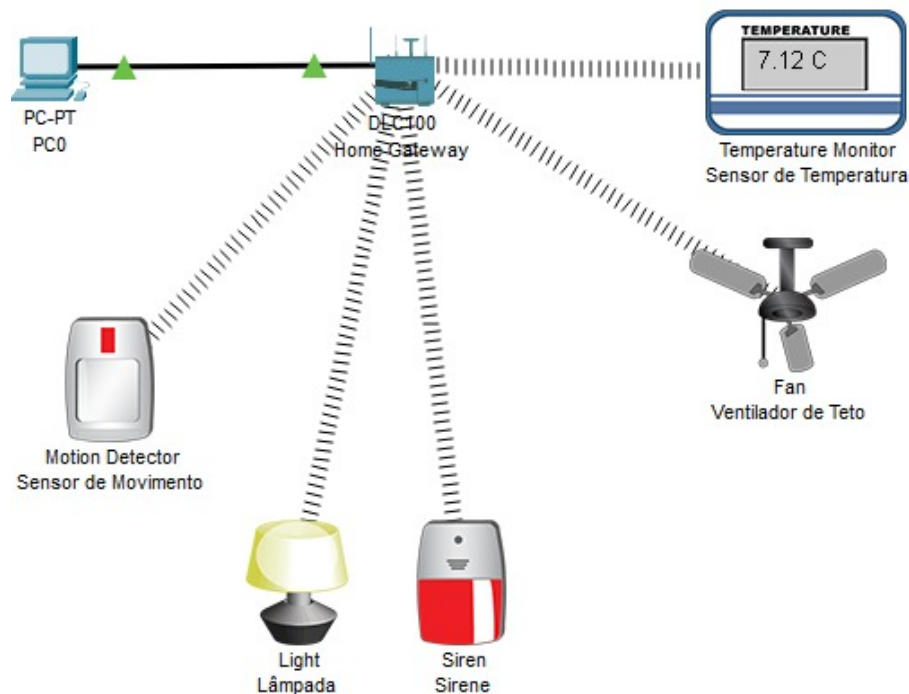 TEMPERATURE
7.12 C
PC-PT
PC0
DLC100
Home Gateway
Temperature Monitor
Sensor de Temperatura
Fan
Ventilador de Teto
Motion Detector
Sensor de Movimento
Light
Lâmpada
Siren
Sirene